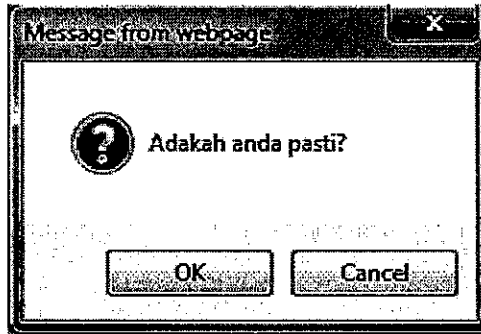 Message from webpage
X
Adakah anda pasti?
OK
Cancel